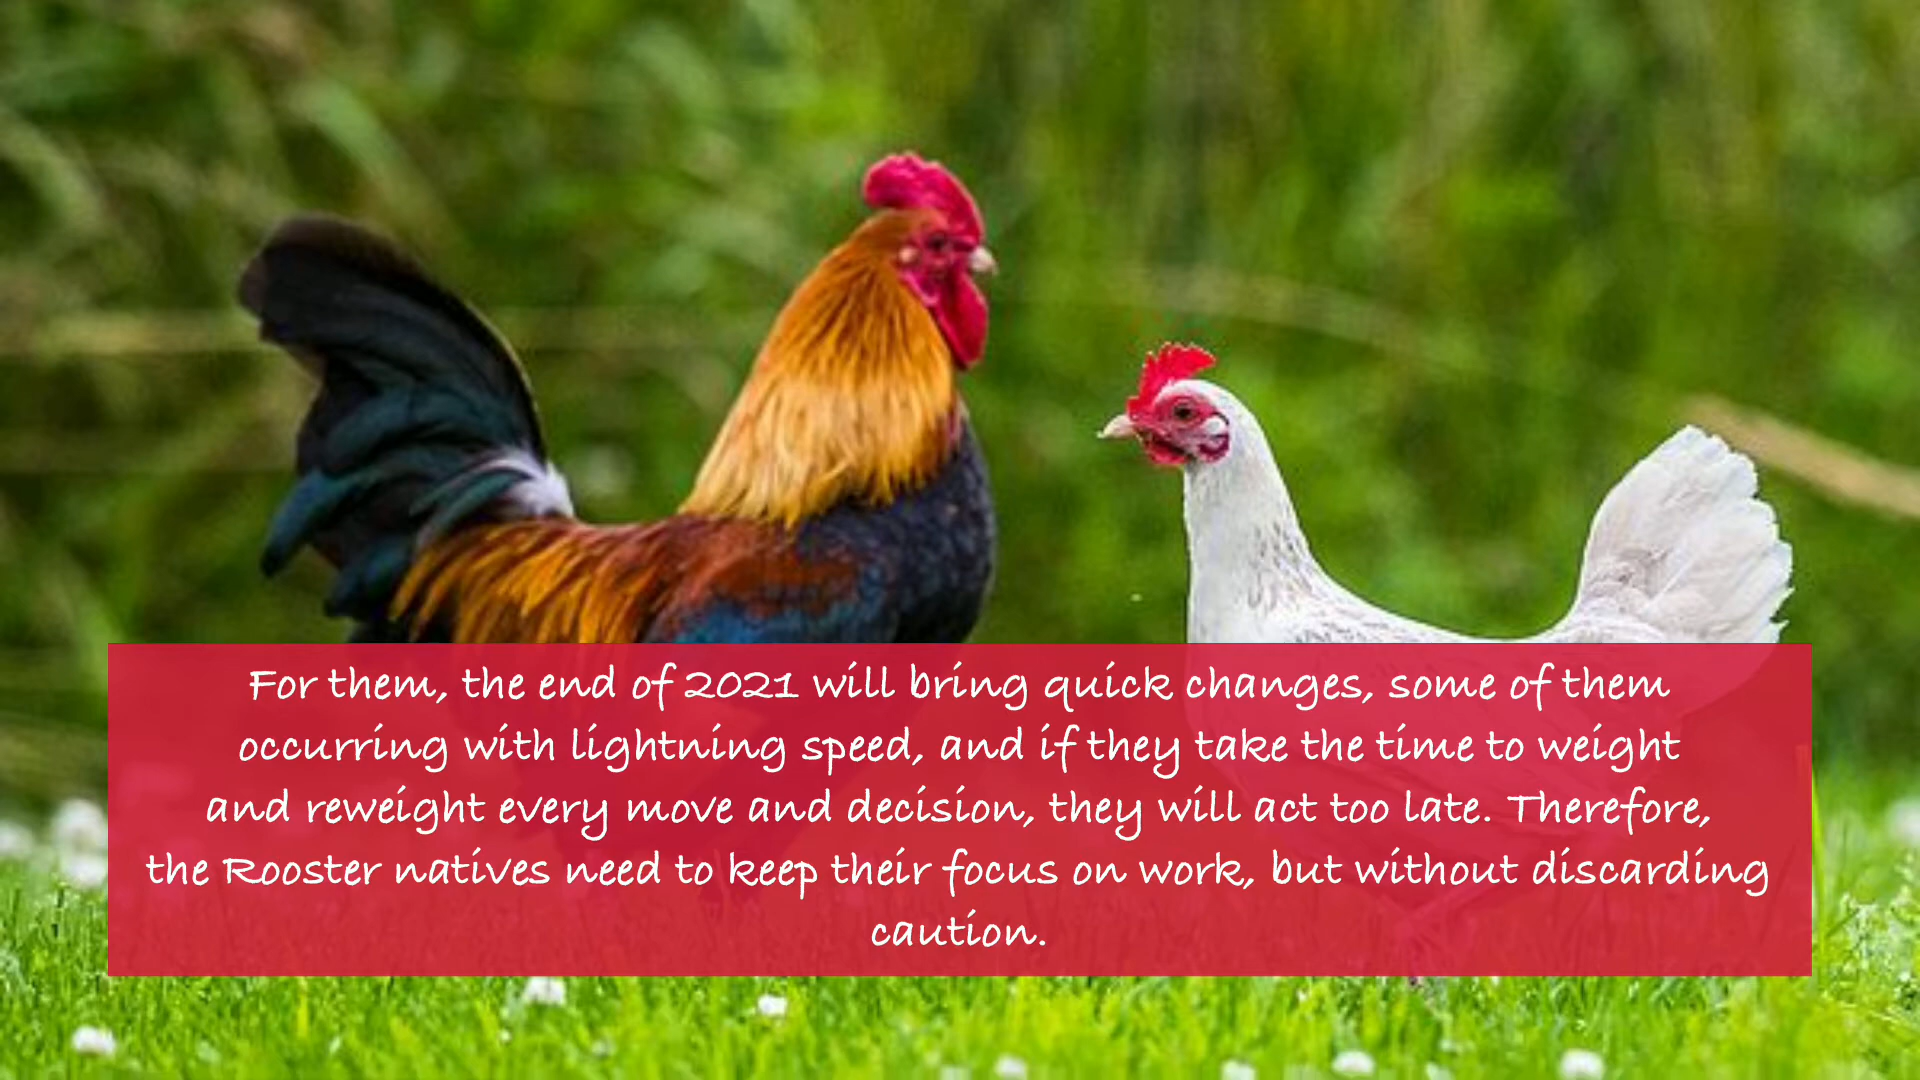 For them, the end of 2021 will bring quick changes, some of them
occurring with lightning speed, and if they take the time to weight
and reweight every move and decision, they will act too late. Therefore,
the Rooster natives need to keep their focus on work, but without discarding
caution.